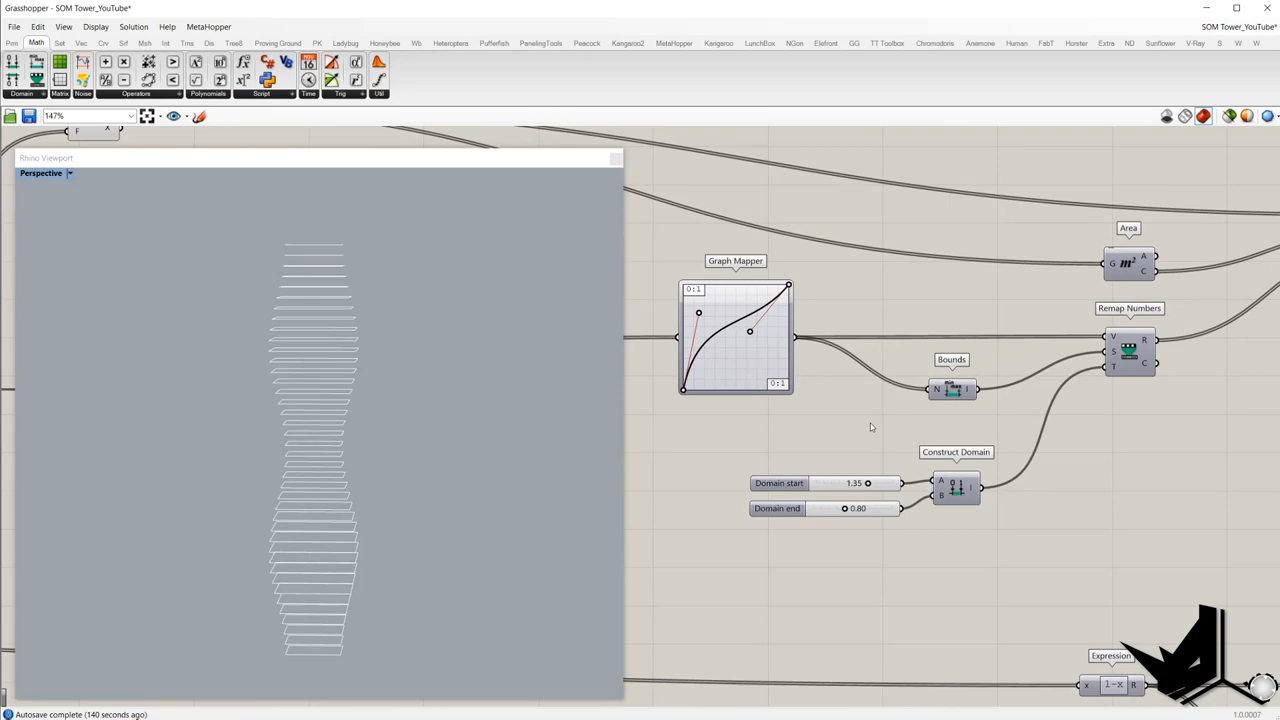 Grasshopper - SOM Tower_YouTube*
File Edit View Display Solution Help MetaHopper
SOM Tower_YouTube*
Prm Math Set Vec Crv Srf Msh Int Trns Dis Tree8 Proving Ground PK Ladybug Honeybee Wb Heteroptera Pufferfish PanelingTools Peacock Kangaroo2 MetaHopper Kangaroo LunchBox NGon Elefront GG TT Toolbox Chromodoris Anemone Human FabT Horster Extra ND Sunflower V-Ray S W W
Domain Matrix Noise Operators Polynomials Script Time Trig Util
147%
F X
Rhino Viewport
Perspective
Area
G m² A
C
Graph Mapper
0:1
0:1
Remap Numbers
V R
S
T C
Bounds
N min max I
Construct Domain
Domain start 1.35
Domain end 0.80
A I
B
Expression
x 1-x R
Autosave complete (140 seconds ago)
1.0.0007